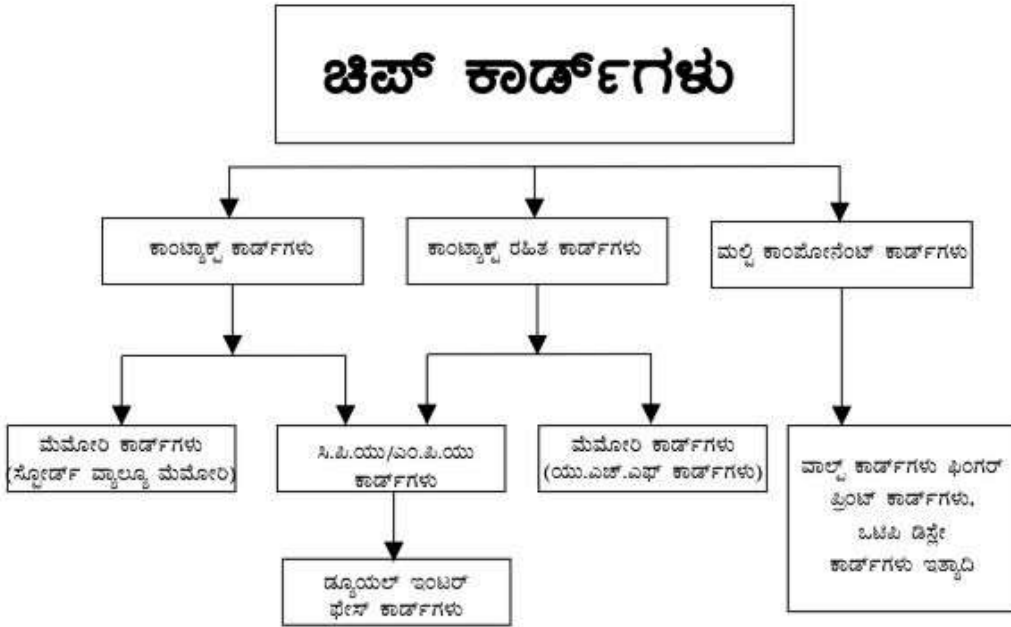 ಚಿಪ್ ಕಾರ್ಡ್‌ಗಳು
ಕಾಂಟ್ಯಾಕ್ಟ್ ಕಾರ್ಡ್‌ಗಳು
ಕಾಂಟ್ಯಾಕ್ಟ್ ರಹಿತ ಕಾರ್ಡ್‌ಗಳು
ಮಲ್ಟಿ ಕಾಂಪೋನೆಂಟ್ ಕಾರ್ಡ್‌ಗಳು
ಮೆಮೋರಿ ಕಾರ್ಡ್‌ಗಳು
(ಸ್ಟೋರ್ಡ್ ವ್ಯಾಲ್ಯೂ ಮೆಮೋರಿ)
ಸಿ.ಪಿ.ಯು/ಎಂ.ಪಿ.ಯು
ಕಾರ್ಡ್‌ಗಳು
ಮೆಮೋರಿ ಕಾರ್ಡ್‌ಗಳು
(ಯು.ಎಚ್.ಎಫ್ ಕಾರ್ಡ್‌ಗಳು)
ವಾಲ್ಟ್ ಕಾರ್ಡ್‌ಗಳು ಫಿಂಗರ್
ಪ್ರಿಂಟ್ ಕಾರ್ಡ್‌ಗಳು,
ಒಟಿಪಿ ಡಿಸ್ಪ್ಲೇ
ಕಾರ್ಡ್‌ಗಳು ಇತ್ಯಾದಿ
ಡ್ಯೂಯಲ್ ಇಂಟರ್
ಫೇಸ್ ಕಾರ್ಡ್‌ಗಳು